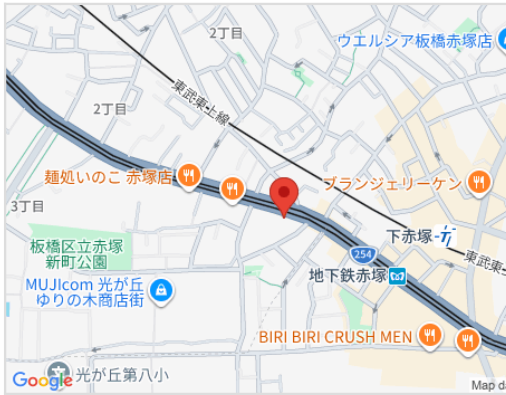 2丁目
ウエルシア板橋赤塚店
東武東上線
2丁目
麺処いのこ 赤塚店
ブランジェリーケン
3丁目
下赤塚
板橋区立赤塚
新町公園
254
東武東
地下鉄赤塚
MUJIcom 光が丘
ゆりの木商店街
BIRI BIRI CRUSH MEN
Google
光が丘第八小
Map da